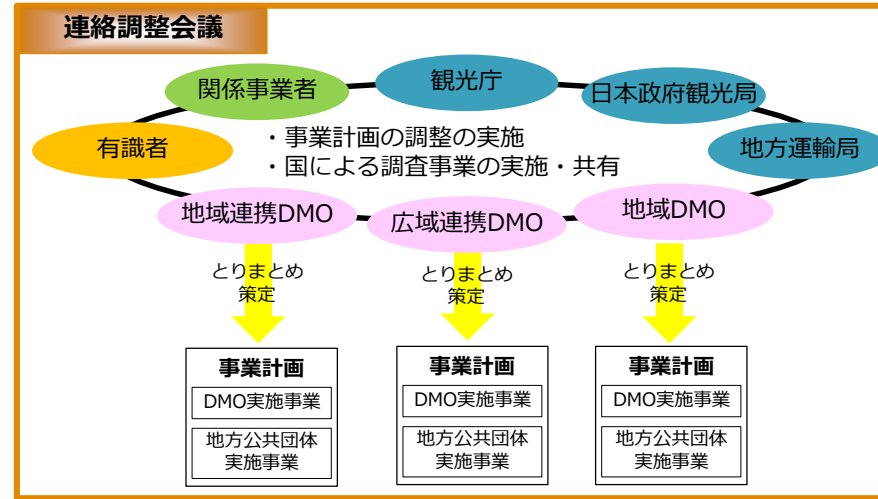 連絡調整会議
関係事業者
観光庁
日本政府観光局
有識者
地方運輸局
・事業計画の調整の実施
・国による調査事業の実施・共有
地域連携DMO
広域連携DMO
地域DMO
とりまとめ
策定
とりまとめ
策定
とりまとめ
策定
事業計画
DMO実施事業
地方公共団体
実施事業
事業計画
DMO実施事業
地方公共団体
実施事業
事業計画
DMO実施事業
地方公共団体
実施事業